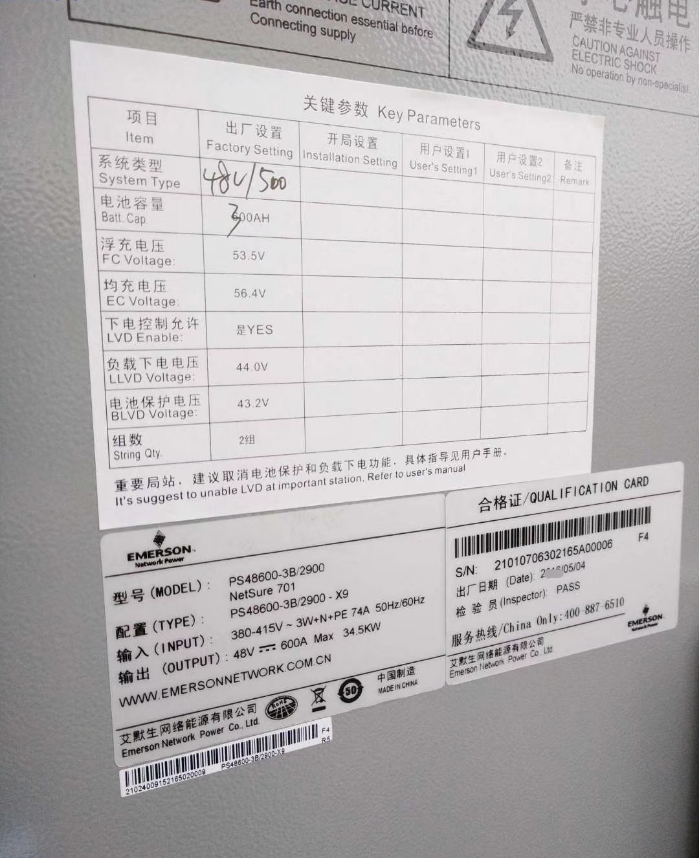 CURRENT
Earth connection essential before
Connecting supply
心触电
严禁非专业人员操作
CAUTION AGAINST
ELECTRIC SHOCK
No operation by non-specialist
关键参数 Key Parameters
项目 出厂设置 开局设置 用户设置1 用户设置2 备注
Item Factory Setting Installation Setting User's Setting1 User's Setting2 Remark
系统类型 48V/500
System Type
电池容量 300AH
Batt. Cap
浮充电压 53.5V
FC Voltage:
均充电压 56.4V
EC Voltage:
下电控制允许 是YES
LVD Enable:
负载下电电压 44.0V
LLVD Voltage:
电池保护电压 43.2V
BLVD Voltage:
组数 2组
String Qty.
重要局站，建议取消电池保护和负载下电功能，具体指导见用户手册.
It's suggest to unable LVD at important station. Refer to user's manual
EMERSON
Network Power
型号(MODEL): PS48600-3B/2900
NetSure 701
配置(TYPE): PS48600-3B/2900 - X9
输入(INPUT): 380-415V ~ 3W+N+PE 74A 50Hz/60Hz
输出(OUTPUT): 48V 600A Max 34.5KW
WWW.EMERSONNETWORK.COM.CN
艾默生网络能源有限公司
Emerson Network Power Co., Ltd.
RoHS
50
中国制造
MADE IN CHINA
21024009152165020009 PS48600-3B/2900-X9 F4
R5
合格证/QUALIFICATION CARD
S/N: 21010706302165A00006 F4
出厂日期 (Date): /05/04
检 验 员(Inspector): PASS
服务热线/China Only:400-887-6510
艾默生网络能源有限公司
Emerson Network Power Co., Ltd.
EMERSON